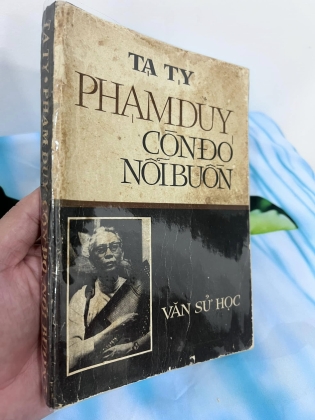 TẠ TỴ
PHẠM DUY
CÒN ĐÓ
NỖI BUỒN
VĂN SỬ HỌC
TẠ TỴ • PHẠM DUY CÒN ĐÓ NỖI BUỒN